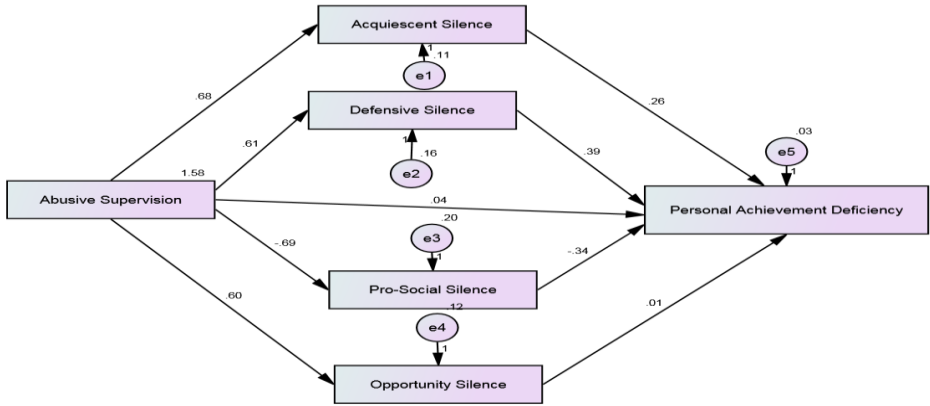 Acquiescent Silence
1
.11
e1
.68
.26
Defensive Silence
.03
e5
1
.61
1
.16
e2
.39
1.58
Abusive Supervision
.04
Personal Achievement Deficiency
.20
e3
1
-.69
-.34
Pro-Social Silence
.12
e4
1
.60
.01
Opportunity Silence